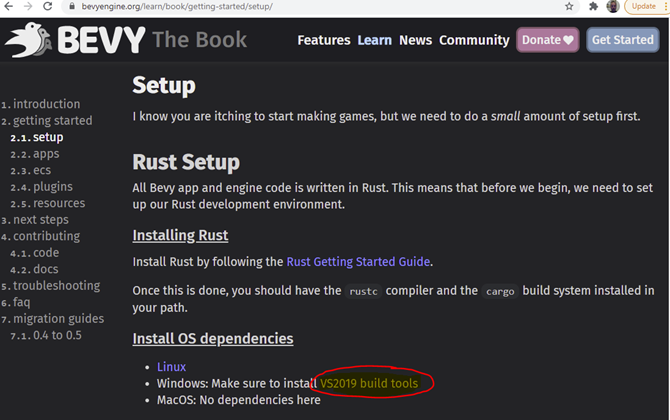 bevyengine.org/learn/book/getting-started/setup/
Update
BEVY The Book
Features Learn News Community Donate Get Started
1. introduction
2. getting started
2.1. setup
2.2. apps
2.3. ecs
2.4. plugins
2.5. resources
3. next steps
4. contributing
4.1. code
4.2. docs
5. troubleshooting
6. faq
7. migration guides
7.1. 0.4 to 0.5
Setup
I know you are itching to start making games, but we need to do a small amount of setup first.
Rust Setup
All Bevy app and engine code is written in Rust. This means that before we begin, we need to set
up our Rust development environment.
Installing Rust
Install Rust by following the Rust Getting Started Guide.
Once this is done, you should have the rustc compiler and the cargo build system installed in
your path.
Install OS dependencies
• Linux
• Windows: Make sure to install VS2019 build tools
• MacOS: No dependencies here